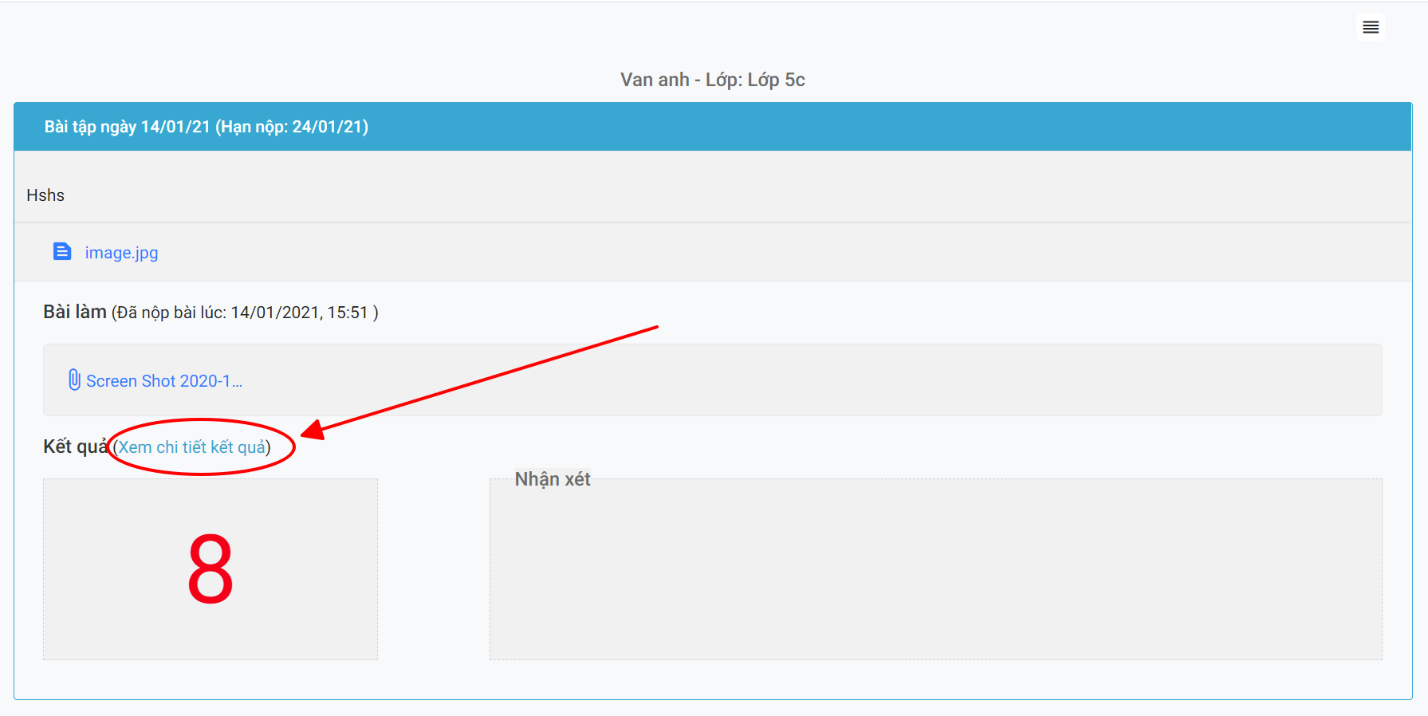 Van anh - Lớp: Lớp 5c
Bài tập ngày 14/01/21 (Hạn nộp: 24/01/21)
Hshs
image.jpg
Bài làm (Đã nộp bài lúc: 14/01/2021, 15:51 )
Screen Shot 2020-1...
Kết quả (Xem chi tiết kết quả)
Nhận xét
8